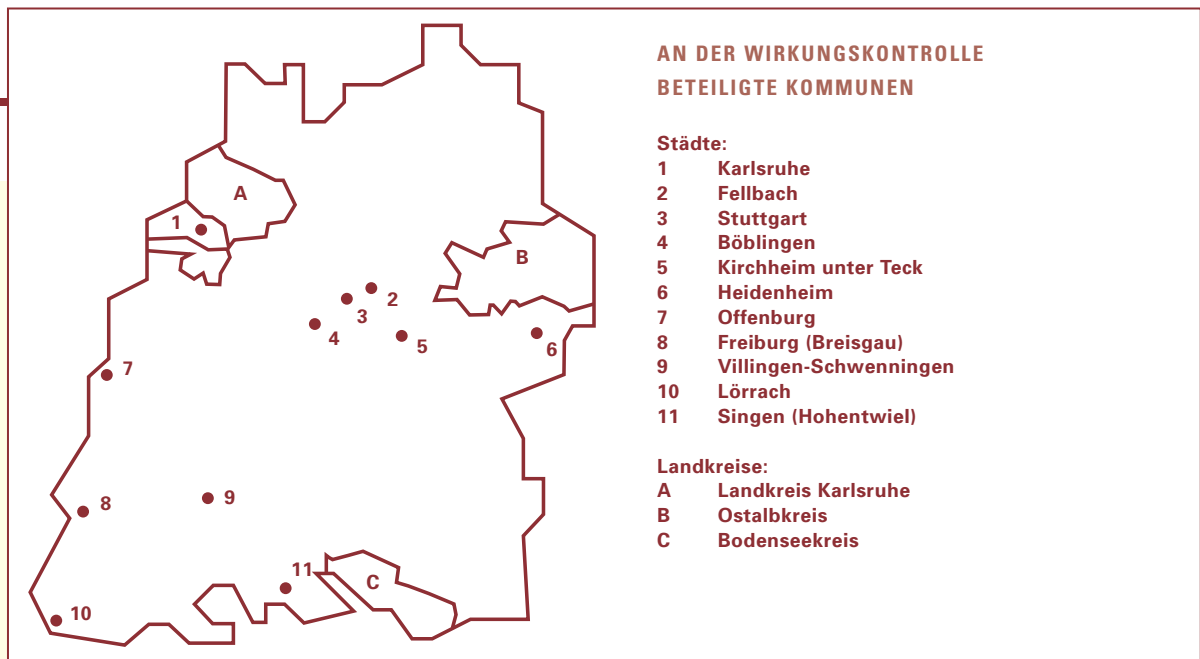 AN DER WIRKUNGSKONTROLLE
BETEILIGTE KOMMUNEN
Städte:
1 Karlsruhe
2 Fellbach
3 Stuttgart
4 Böblingen
5 Kirchheim unter Teck
6 Heidenheim
7 Offenburg
8 Freiburg (Breisgau)
9 Villingen-Schwenningen
10 Lörrach
11 Singen (Hohentwiel)
Landkreise:
A Landkreis Karlsruhe
B Ostalbkreis
C Bodenseekreis
A
1
B
2
3
4
5
6
7
8
9
11
C
10